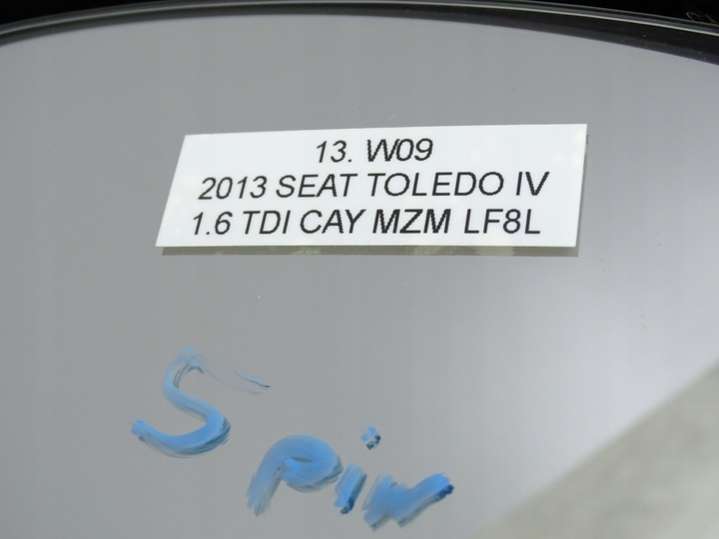 13. W09
2013 SEAT TOLEDO IV
1.6 TDI CAY MZM LF8L
Spin